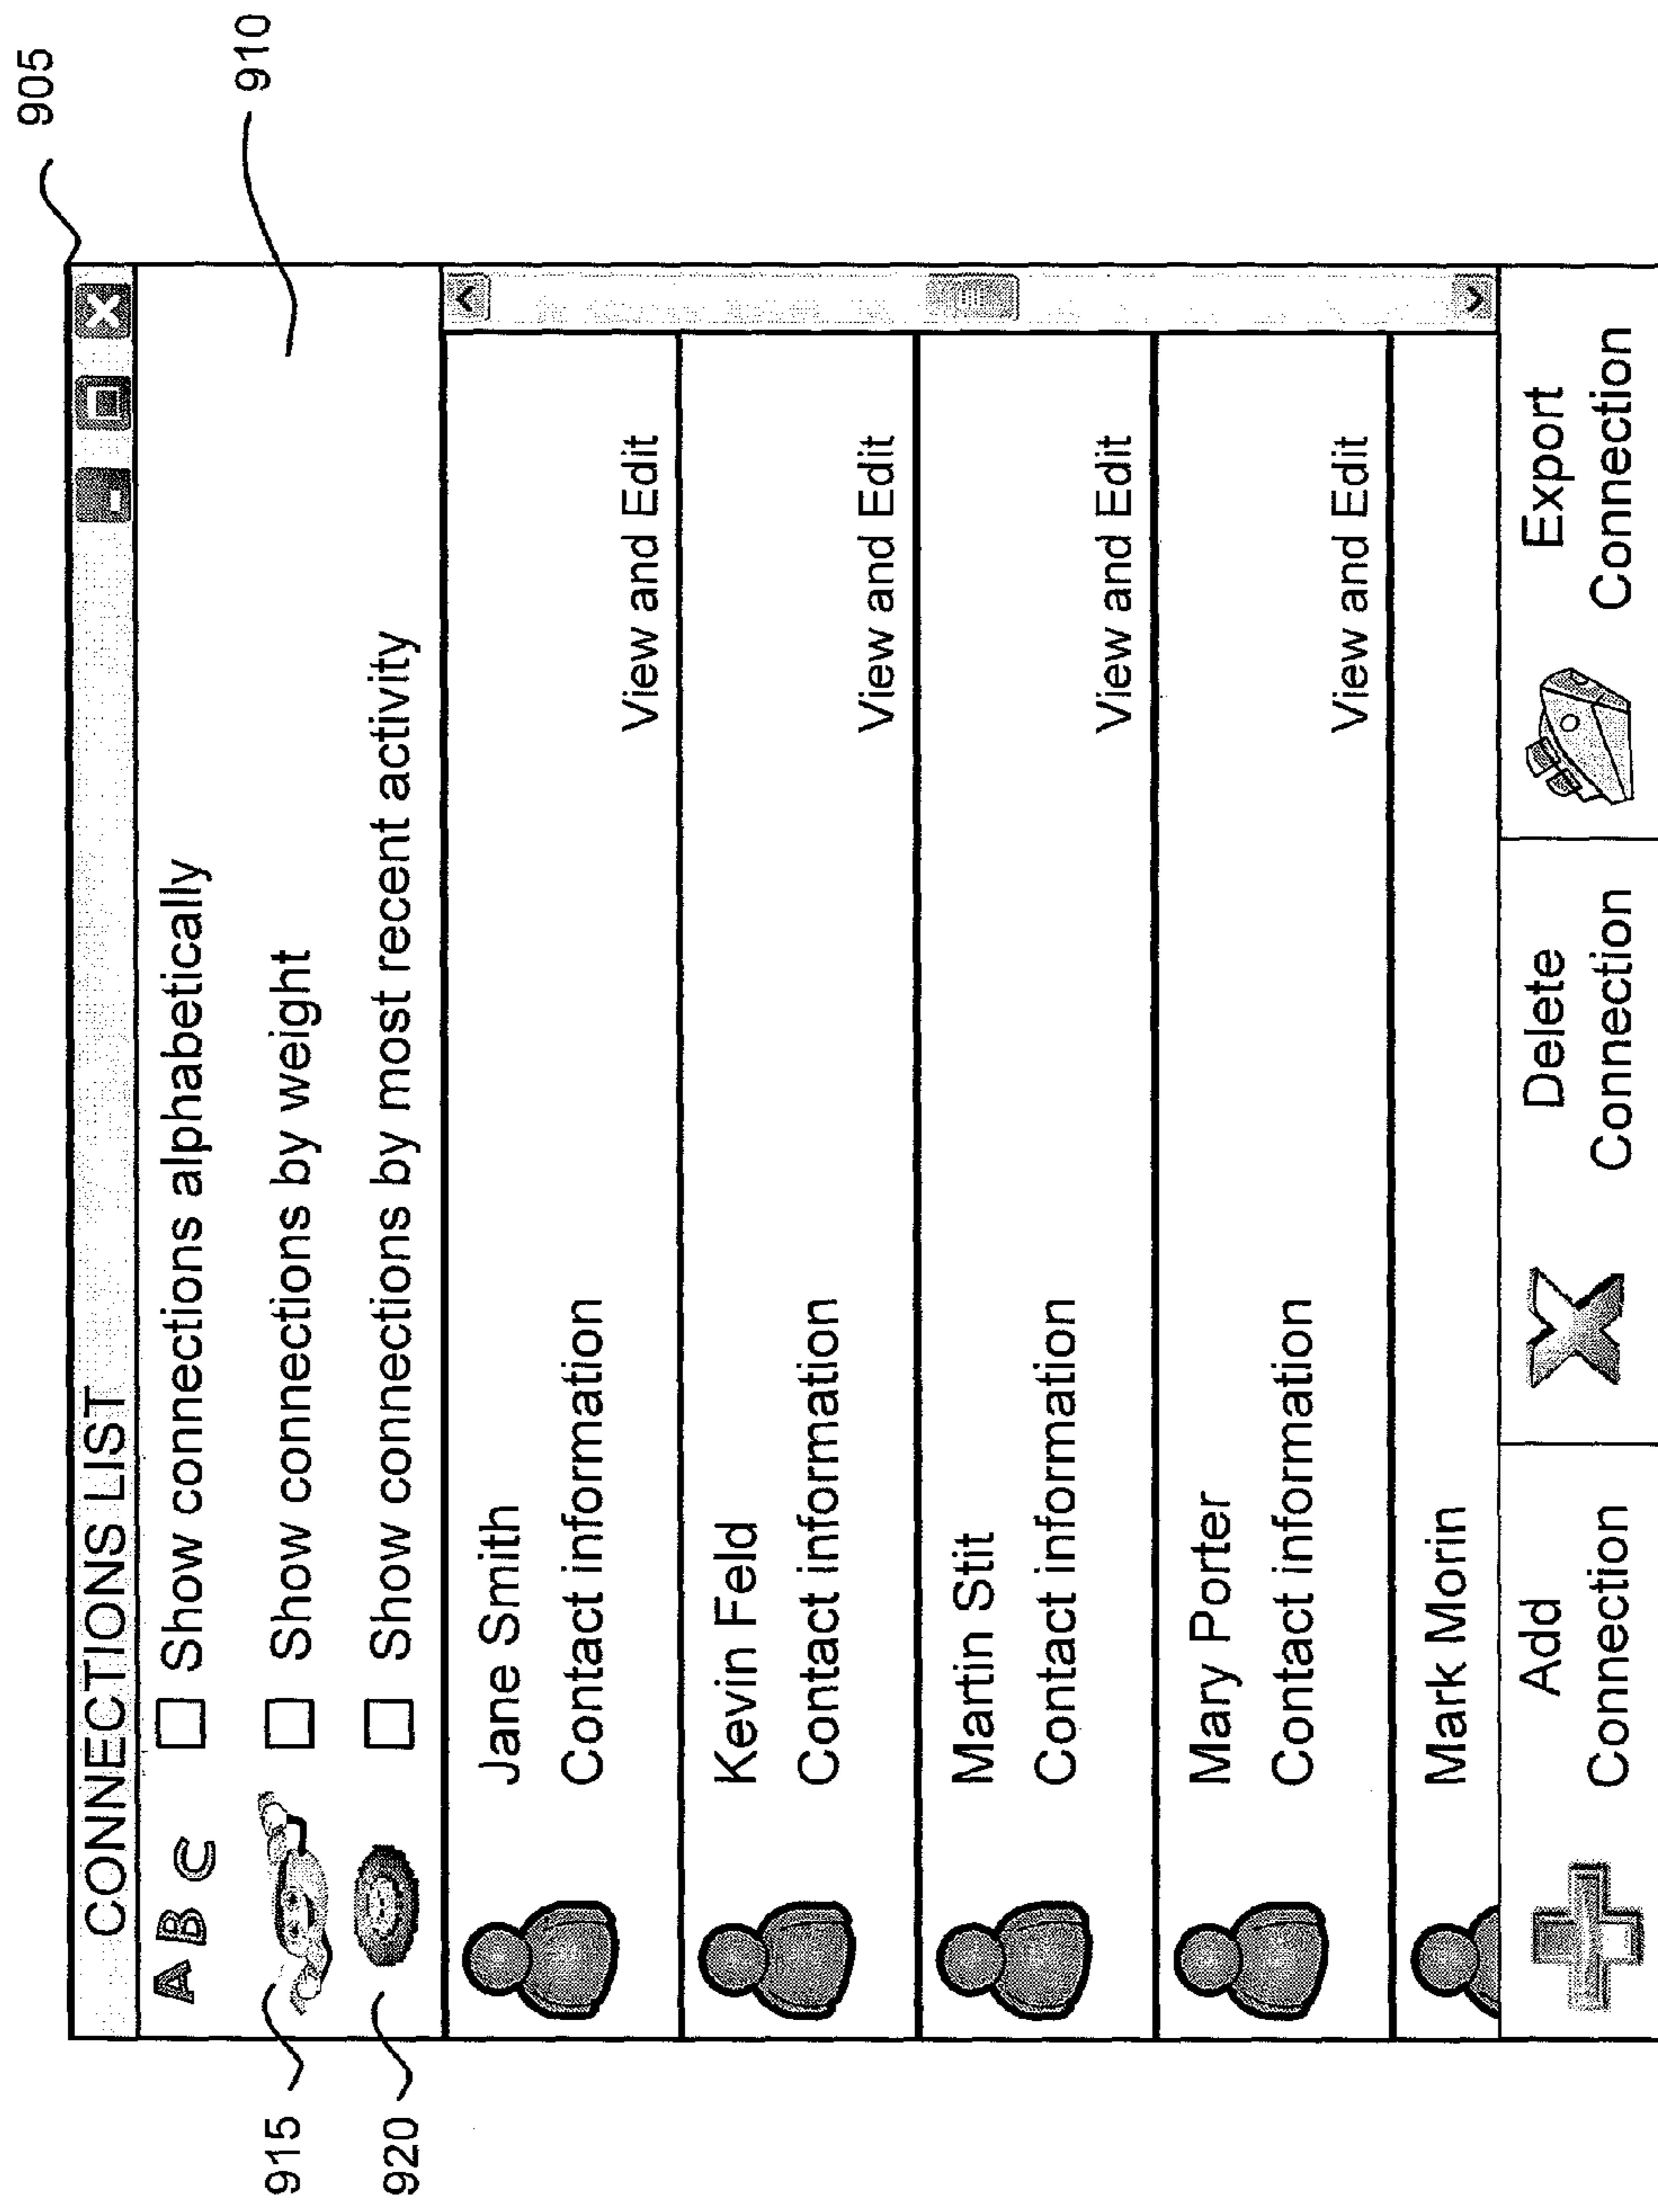 905
910
CONNECTIONS LIST
A B C Show connections alphabetically
915 Show connections by weight
920 Show connections by most recent activity
Jane Smith
Contact information
View and Edit
Kevin Feld
Contact information
View and Edit
Martin Stit
Contact information
View and Edit
Mary Porter
Contact information
View and Edit
Mark Morin
Add
Connection
Delete
Connection
Export
Connection